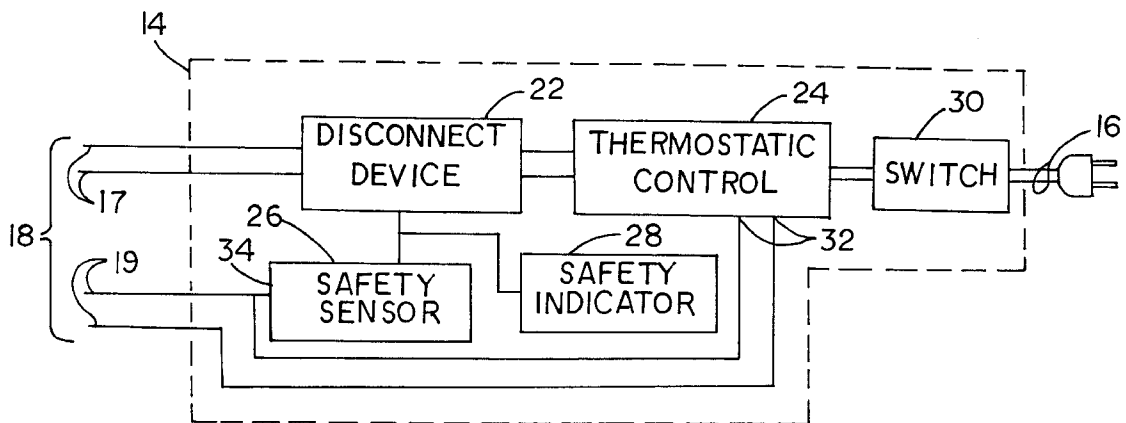 14
22
24
30
16
DISCONNECT
DEVICE
THERMOSTATIC
CONTROL
SWITCH
17
18
19
26
34
SAFETY
SENSOR
28
SAFETY
INDICATOR
32